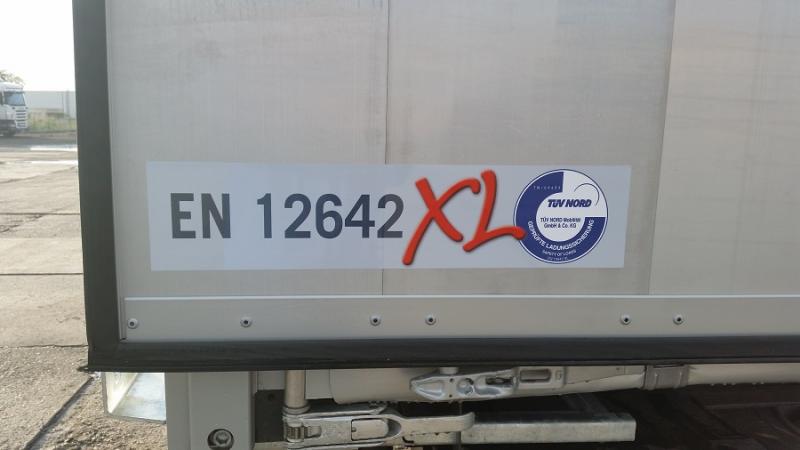 EN 12642 XL
TÜV NORD
TÜV NORD Mobilität
GmbH & Co. KG
GEPRÜFTE LADUNGSSICHERUNG